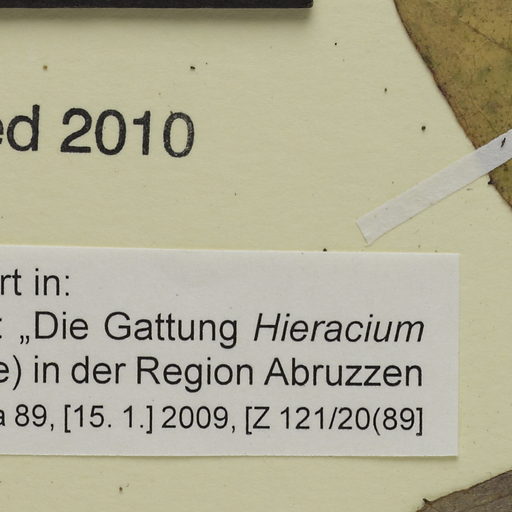 ed 2010
rt in:
: „Die Gattung Hieracium
e) in der Region Abruzzen
a 89, [15. 1.] 2009, [Z 121/20(89]